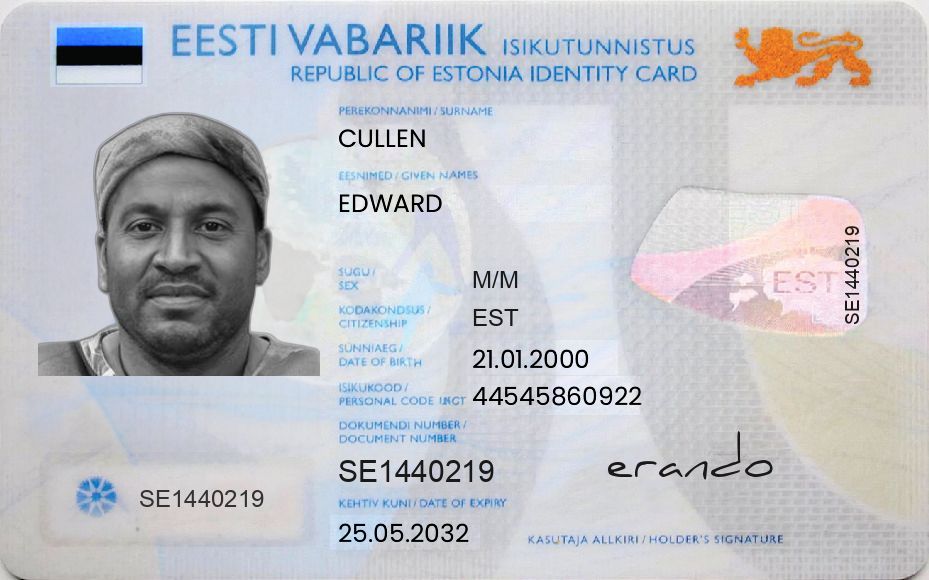 EESTI VABARIIK ISIKUTUNNISTUS
REPUBLIC OF ESTONIA IDENTITY CARD
PEREKONNANIMI / SURNAME
CULLEN
EESNIMED / GIVEN NAMES
EDWARD
SUGU /
SEX
M/M
KODAKONDSUS /
CITIZENSHIP
EST
SÜNNIAEG /
DATE OF BIRTH
21.01.2000
ISIKUKOOD /
PERSONAL CODE
44545860922
DOKUMENDI NUMBER /
DOCUMENT NUMBER
SE1440219
KEHTIV KUNI / DATE OF EXPIRY
25.05.2032
SE1440219
EST
SE1440219
erando
KASUTAJA ALLKIRI / HOLDER'S SIGNATURE